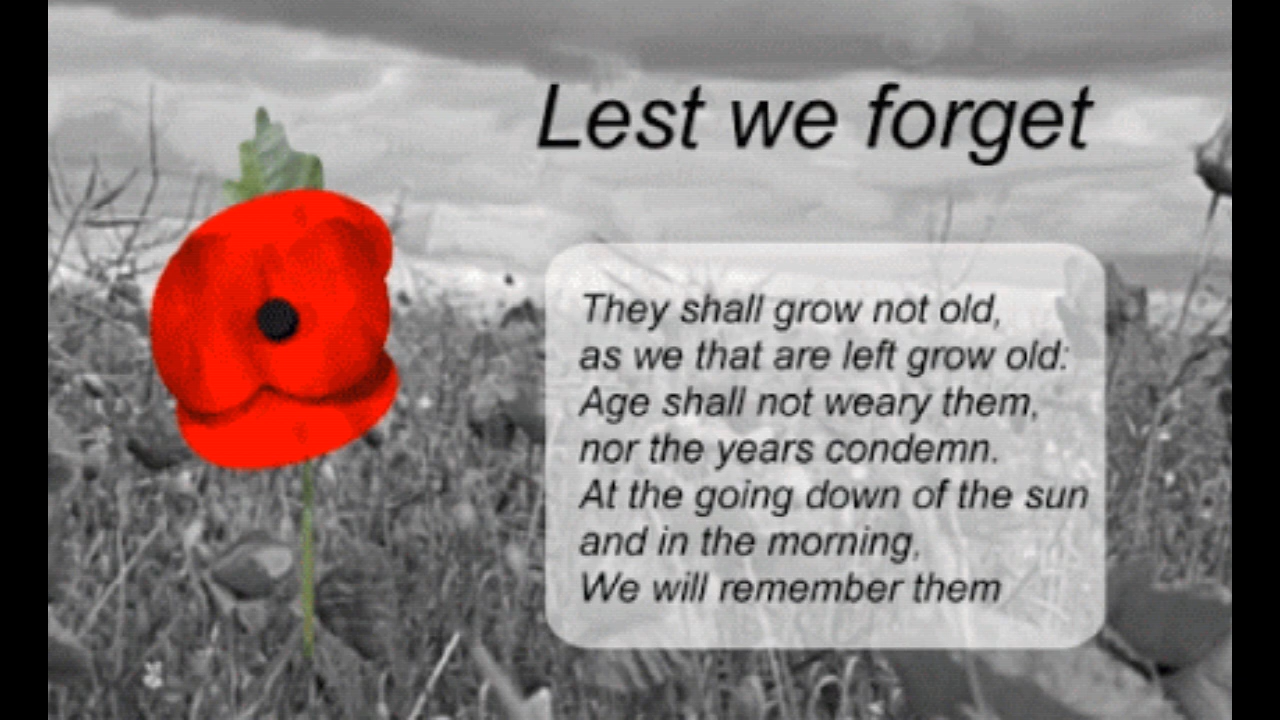 Lest we forget
They shall grow not old,
as we that are left grow old:
Age shall not weary them,
nor the years condemn.
At the going down of the sun
and in the morning,
We will remember them